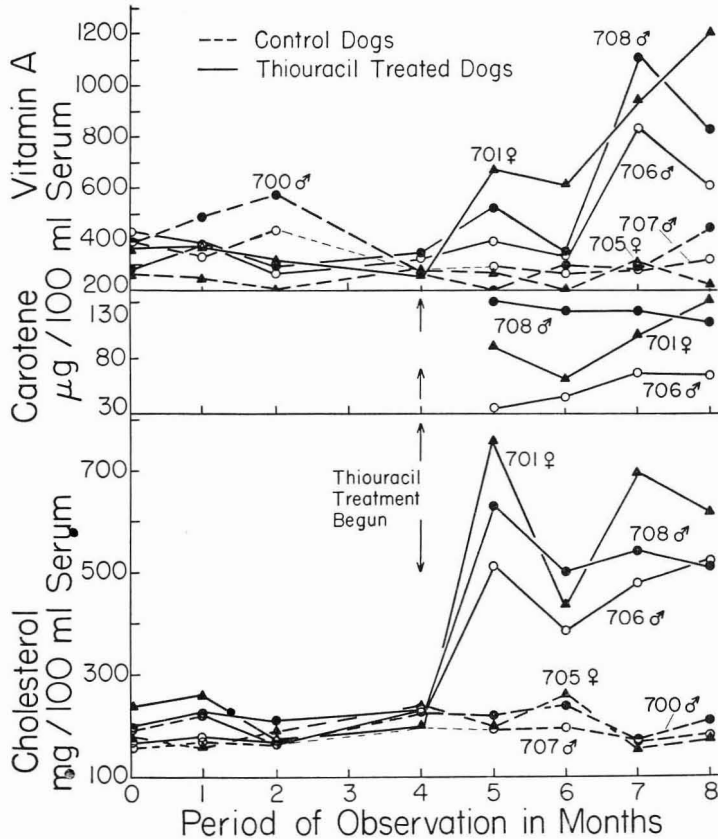 Vitamin A
µg /100 ml Serum
Carotene
Cholesterol
mg /100 ml Serum
Control Dogs
Thiouracil Treated Dogs
1200
1000
800
600
400
200
700♂
701♀
708♂
706♂
707♂
705♀
130
80
30
708♂
701♀
706♂
700
500
300
100
Thiouracil
Treatment
Begun
701♀
708♂
706♂
705♀
700♂
707♂
0 1 2 3 4 5 6 7 8
Period of Observation in Months